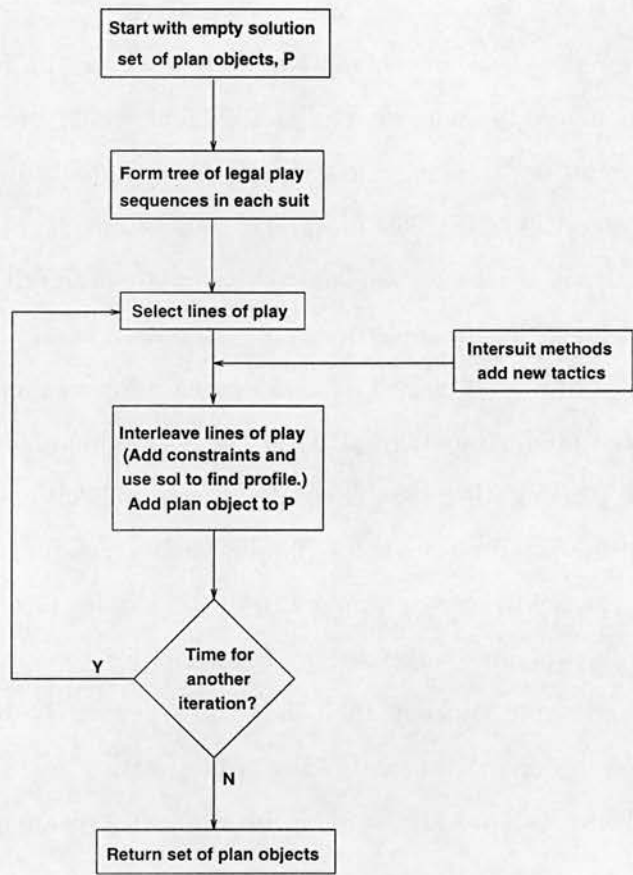 Start with empty solution
set of plan objects, P
Form tree of legal play
sequences in each suit
Select lines of play
Intersuit methods
add new tactics
Interleave lines of play
(Add constraints and
use sol to find profile.)
Add plan object to P
Time for
another
iteration?
Y
N
Return set of plan objects